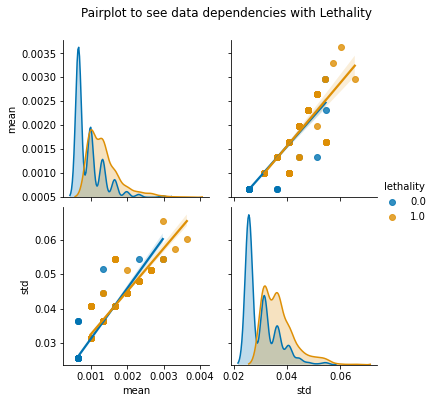 Pairplot to see data dependencies with Lethality
0.0035
0.0030
0.0025
0.0020
0.0015
0.0010
0.0005
mean
lethality
0.0
1.0
0.06
0.05
0.04
0.03
std
0.001 0.002 0.003 0.004
mean
0.02 0.04 0.06
std